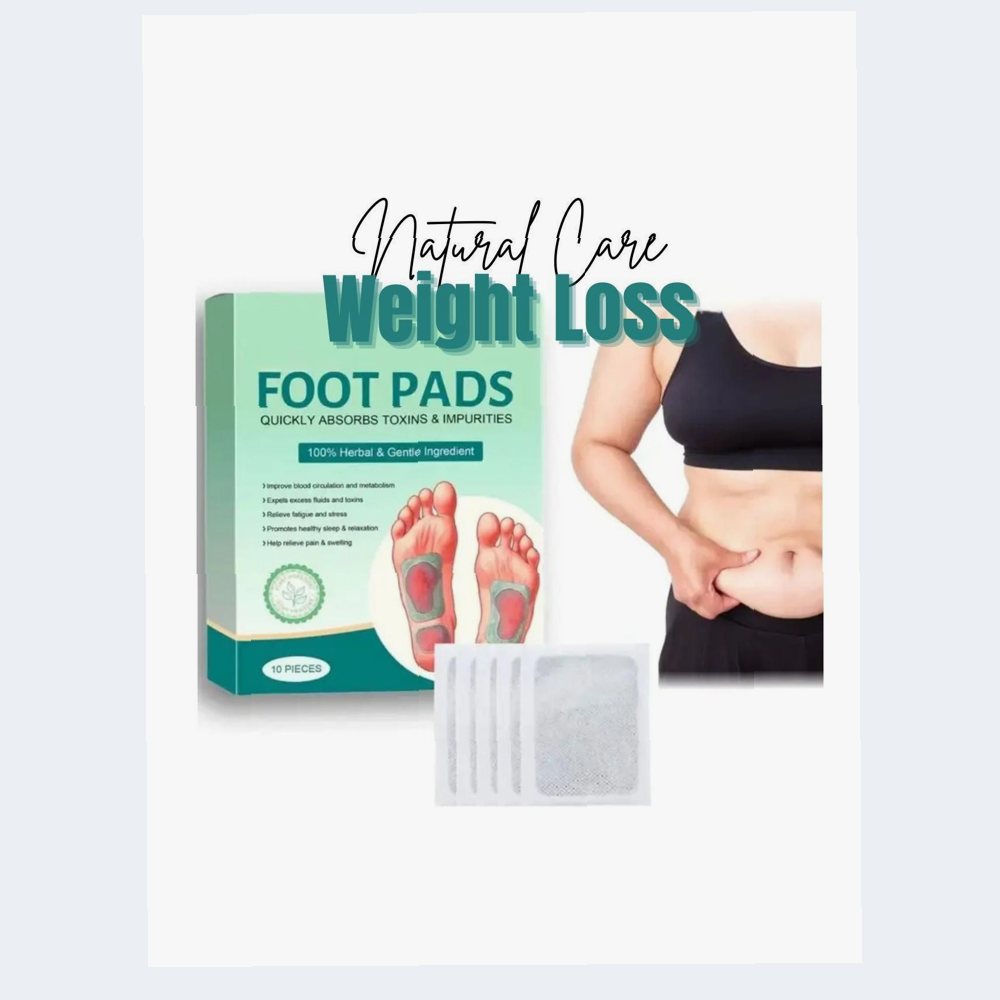 Natural Care
Weight Loss
FOOT PADS
QUICKLY ABSORBS TOXINS & IMPURITIES
100% Herbal & Gentle Ingredient
› Improve blood circulation and metabolism
› Expels excess fluids and toxins
› Relieve fatigue and stress
› Promotes healthy sleep & relaxation
› Help relieve pain & swelling
10 PIECES